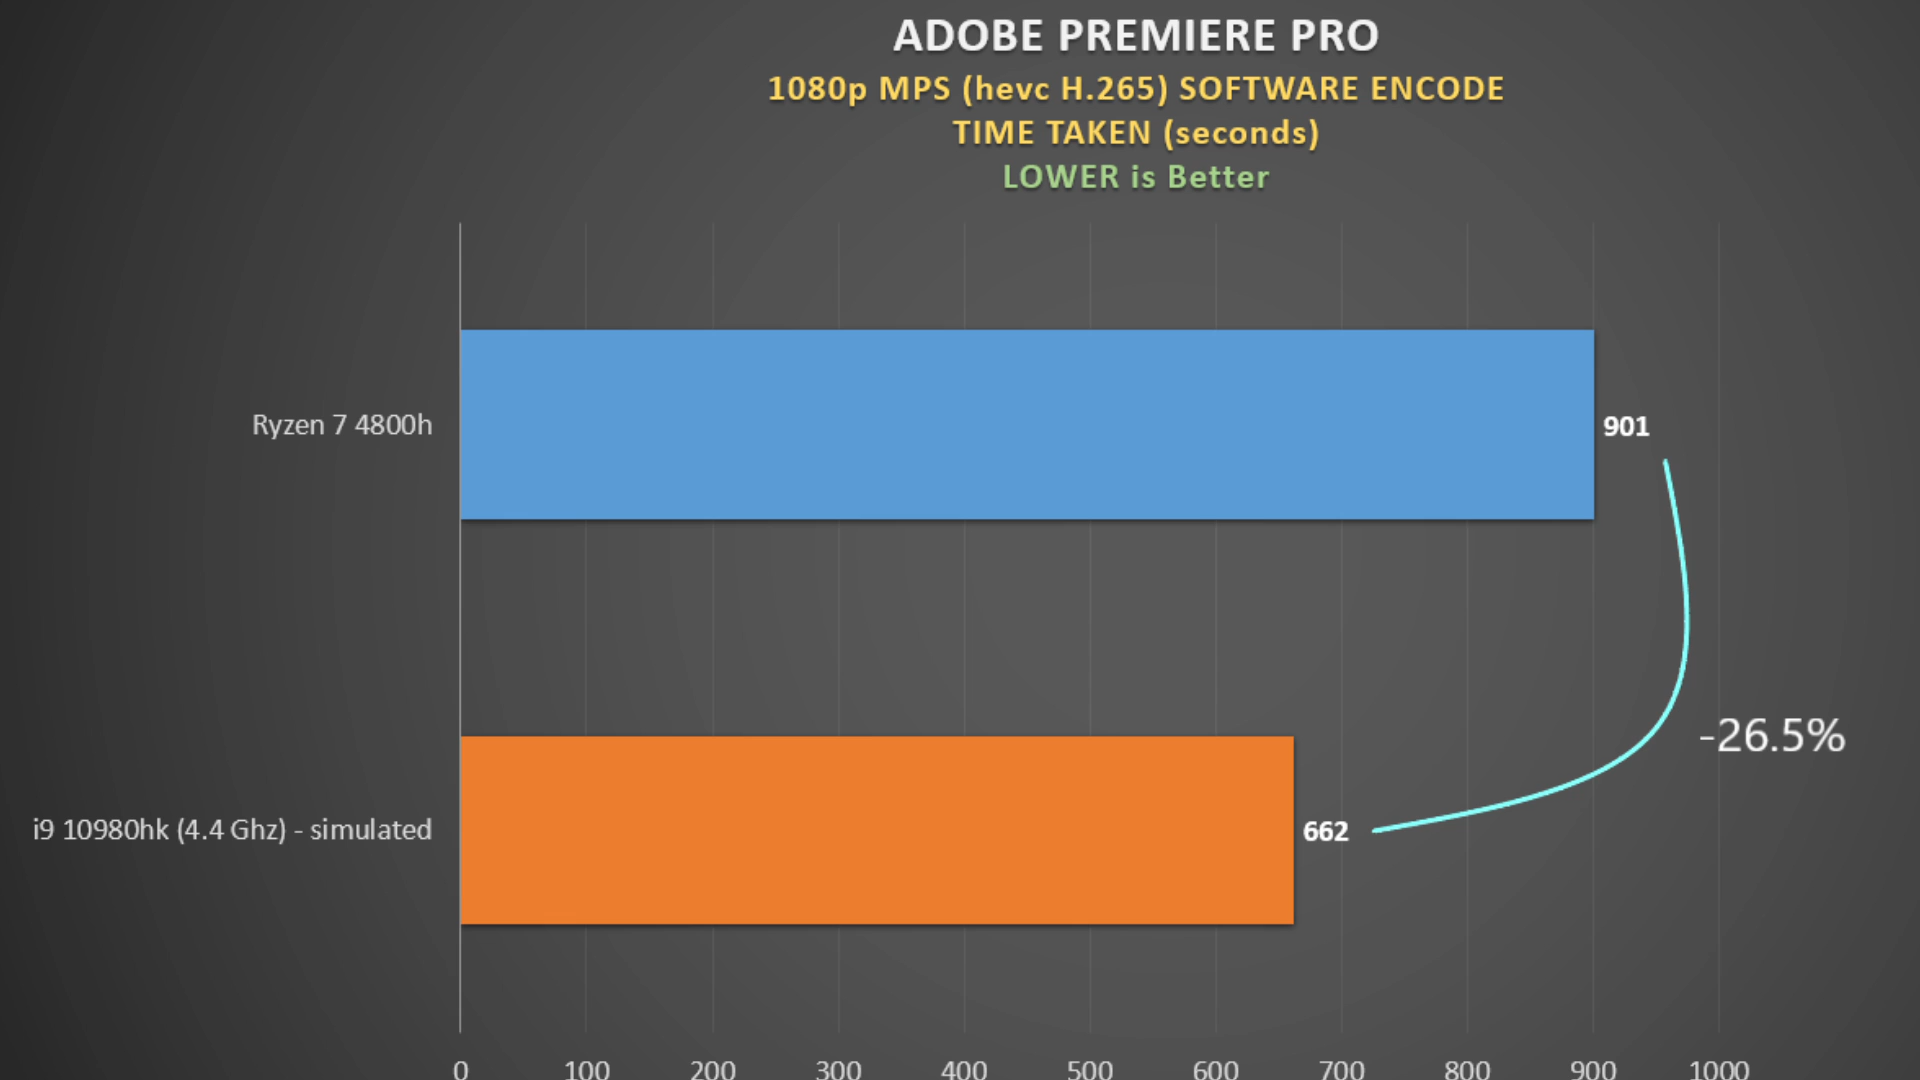 ADOBE PREMIERE PRO
1080p MPS (hevc H.265) SOFTWARE ENCODE
TIME TAKEN (seconds)
LOWER is Better
Ryzen 7 4800h
901
-26.5%
i9 10980hk (4.4 Ghz) - simulated
662
0 100 200 300 400 500 600 700 800 900 1000